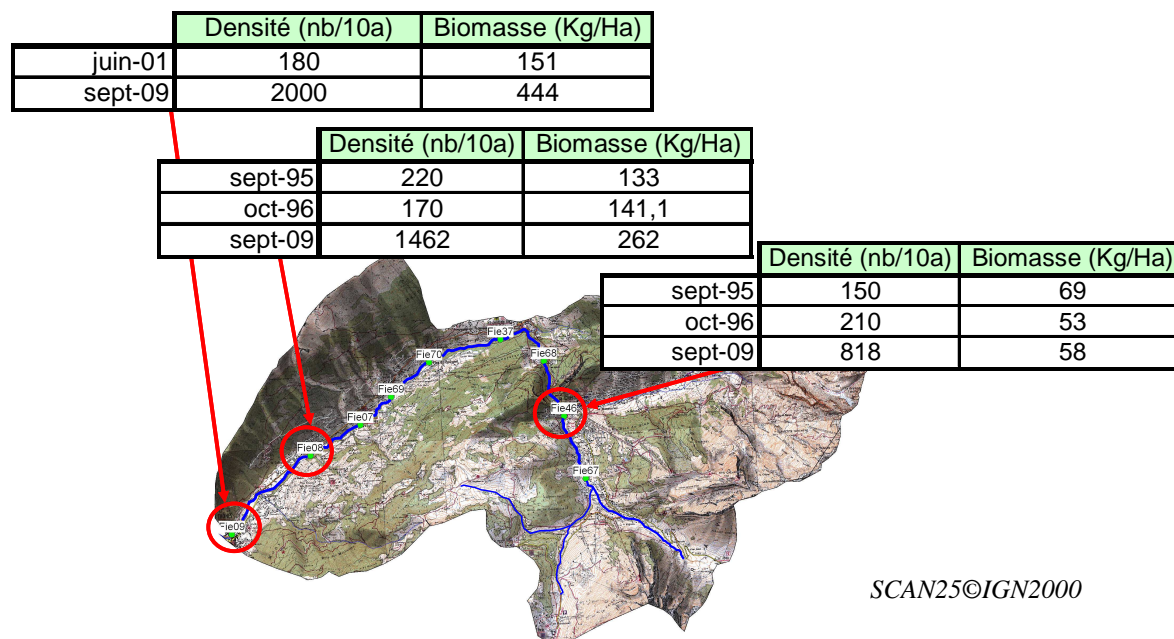 Densité (nb/10a) Biomasse (Kg/Ha)
juin-01 180 151
sept-09 2000 444
Densité (nb/10a) Biomasse (Kg/Ha)
sept-95 220 133
oct-96 170 141,1
sept-09 1462 262
Densité (nb/10a) Biomasse (Kg/Ha)
sept-95 150 69
oct-96 210 53
sept-09 818 58
Fie37
Fie70
Fie68
Fie69
Fie46
Fie07
Fie08
Fie67
Fie09
SCAN25©IGN2000